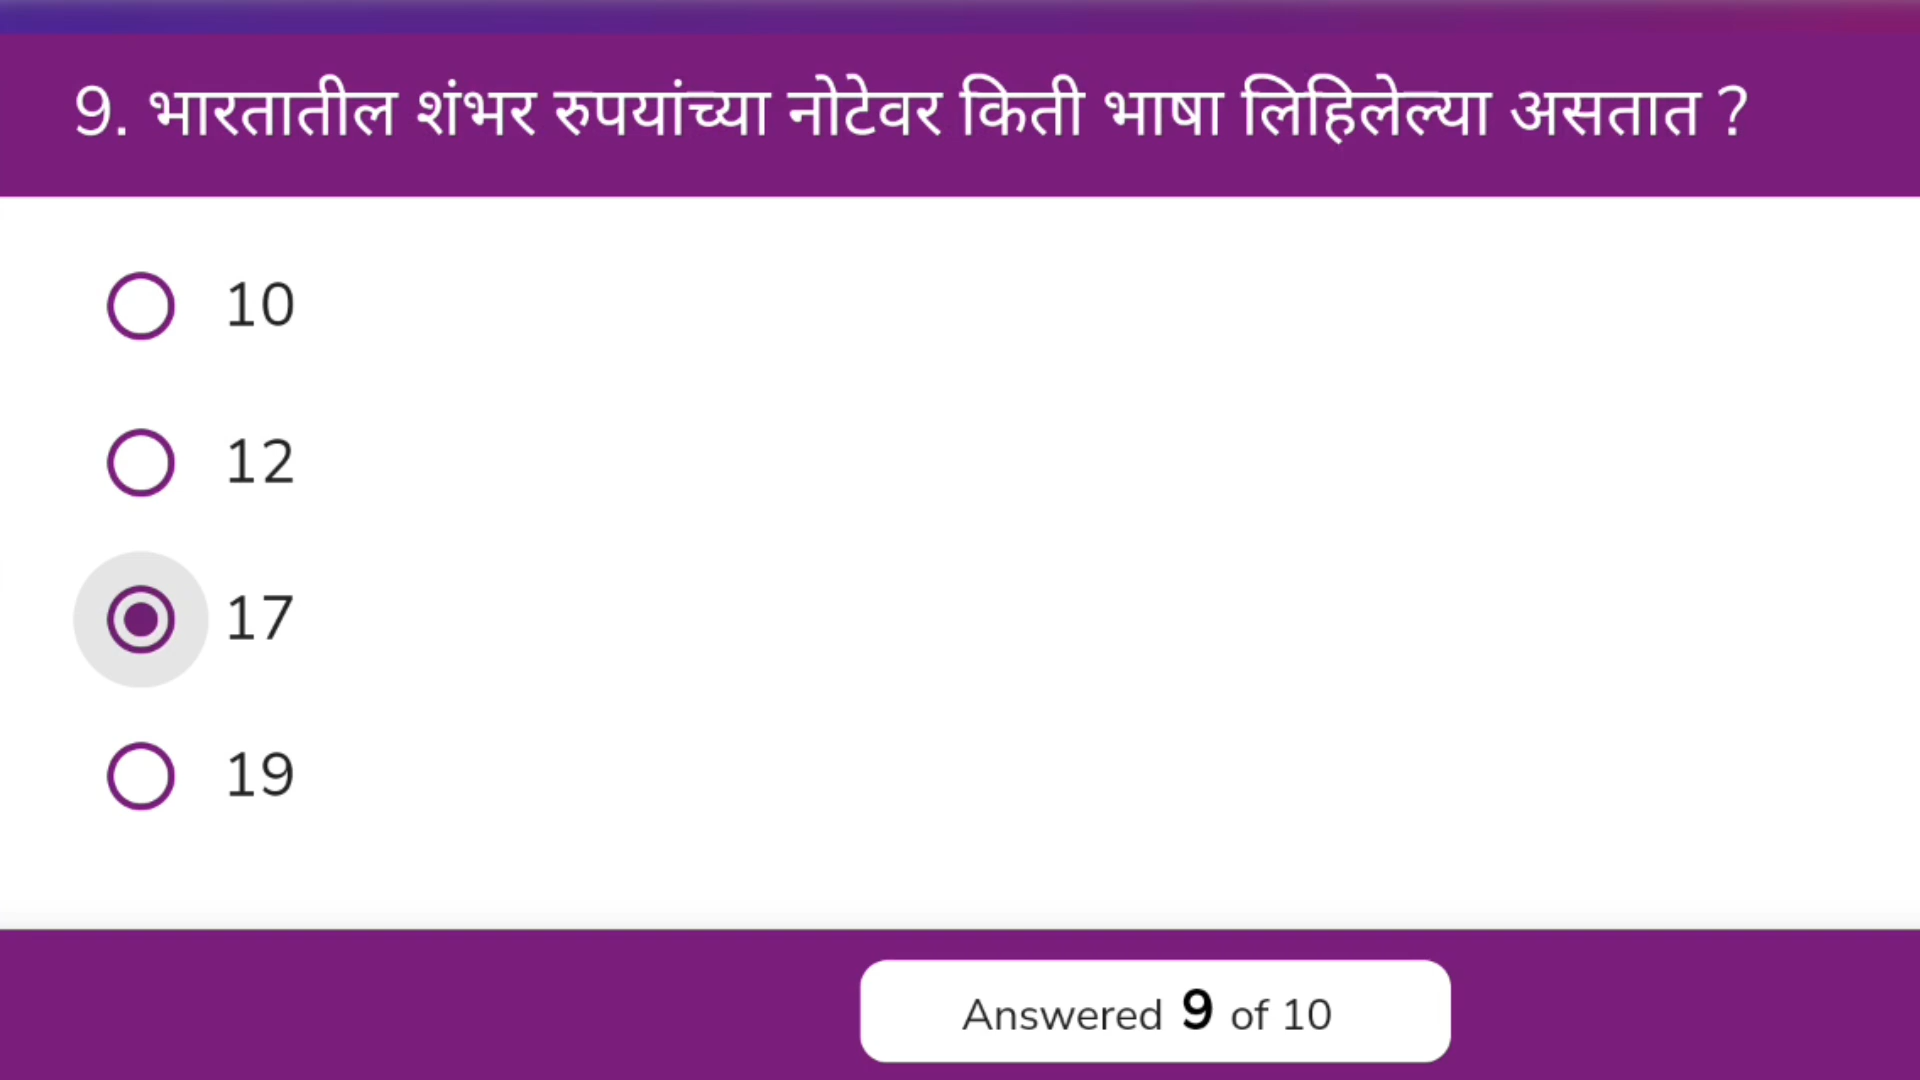 9. भारतातील शंभर रुपयांच्या नोटेवर किती भाषा लिहिलेल्या असतात ?
10
12
17
19
Answered 9 of 10